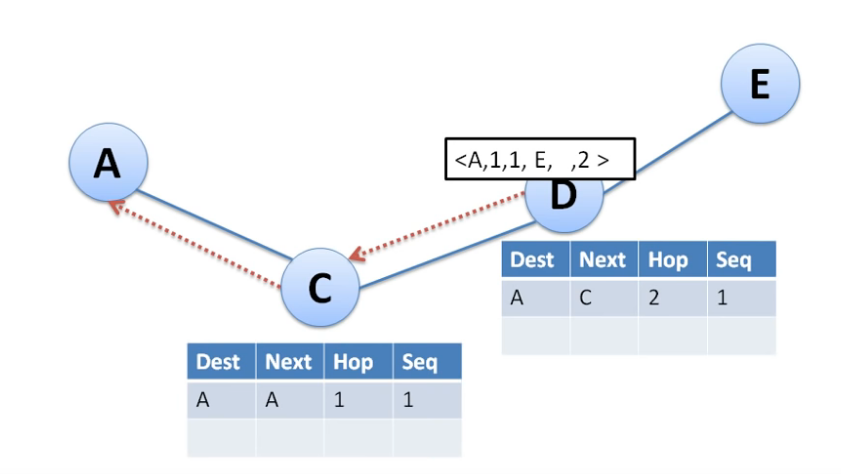 E
<A,1,1, E,   ,2 >
A
D
Dest Next Hop Seq
A C 2 1
C
Dest Next Hop Seq
A A 1 1